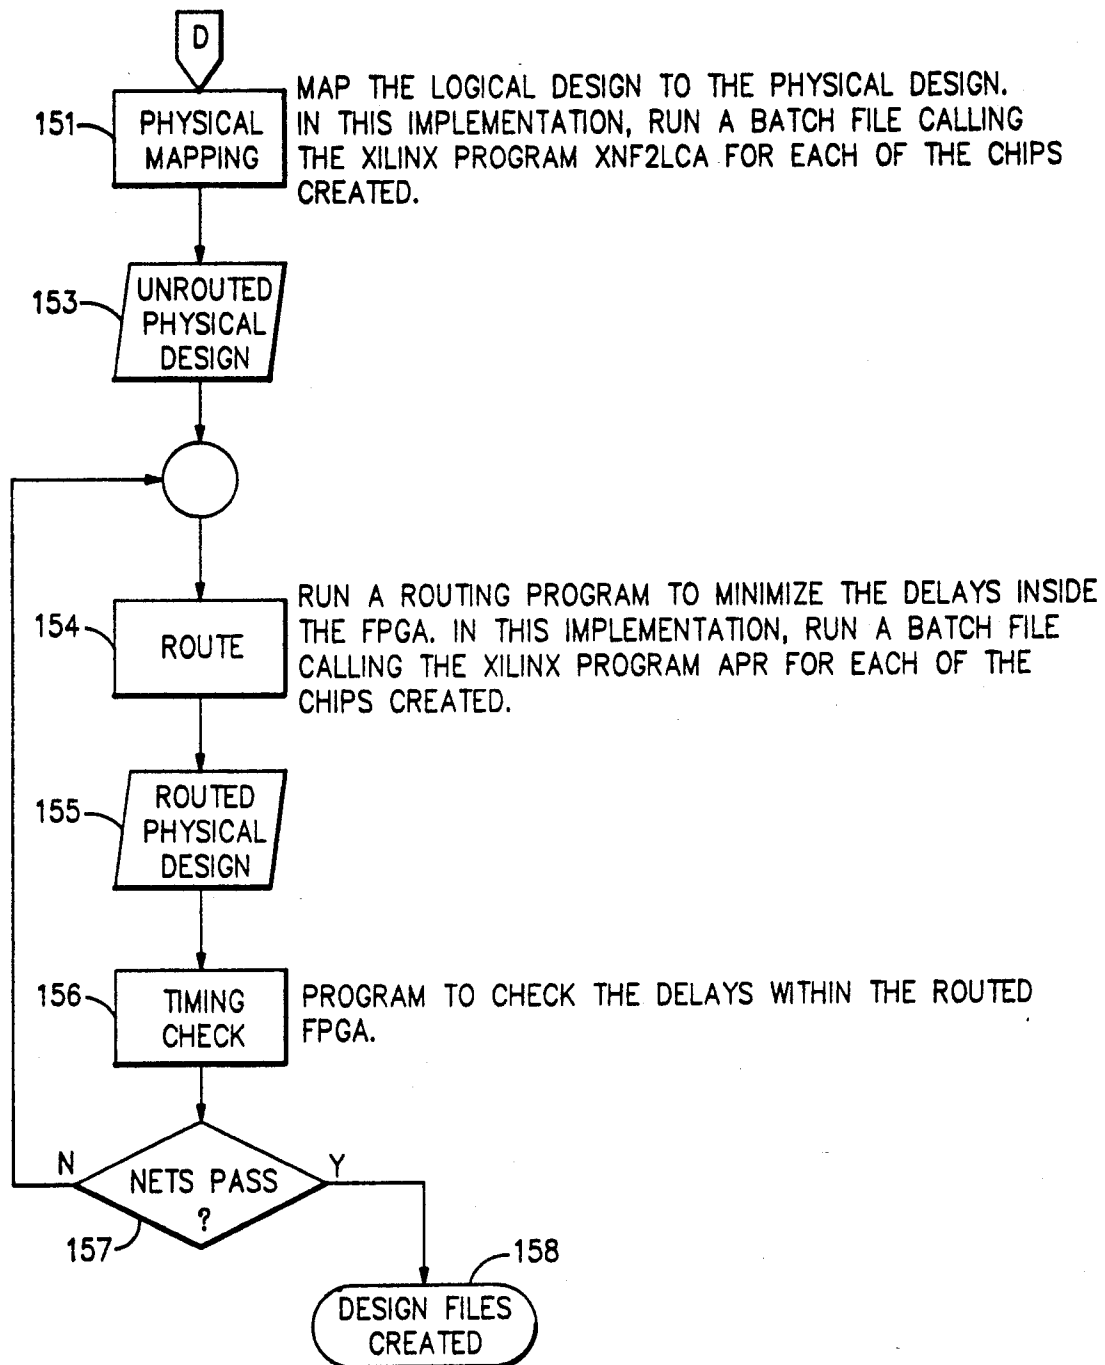 D
151
PHYSICAL
MAPPING
MAP THE LOGICAL DESIGN TO THE PHYSICAL DESIGN.
IN THIS IMPLEMENTATION, RUN A BATCH FILE CALLING
THE XILINX PROGRAM XNF2LCA FOR EACH OF THE CHIPS
CREATED.
153
UNROUTED
PHYSICAL
DESIGN
154
ROUTE
RUN A ROUTING PROGRAM TO MINIMIZE THE DELAYS INSIDE
THE FPGA. IN THIS IMPLEMENTATION, RUN A BATCH FILE
CALLING THE XILINX PROGRAM APR FOR EACH OF THE
CHIPS CREATED.
155
ROUTED
PHYSICAL
DESIGN
156
TIMING
CHECK
PROGRAM TO CHECK THE DELAYS WITHIN THE ROUTED
FPGA.
N
NETS PASS
?
Y
157
158
DESIGN FILES
CREATED